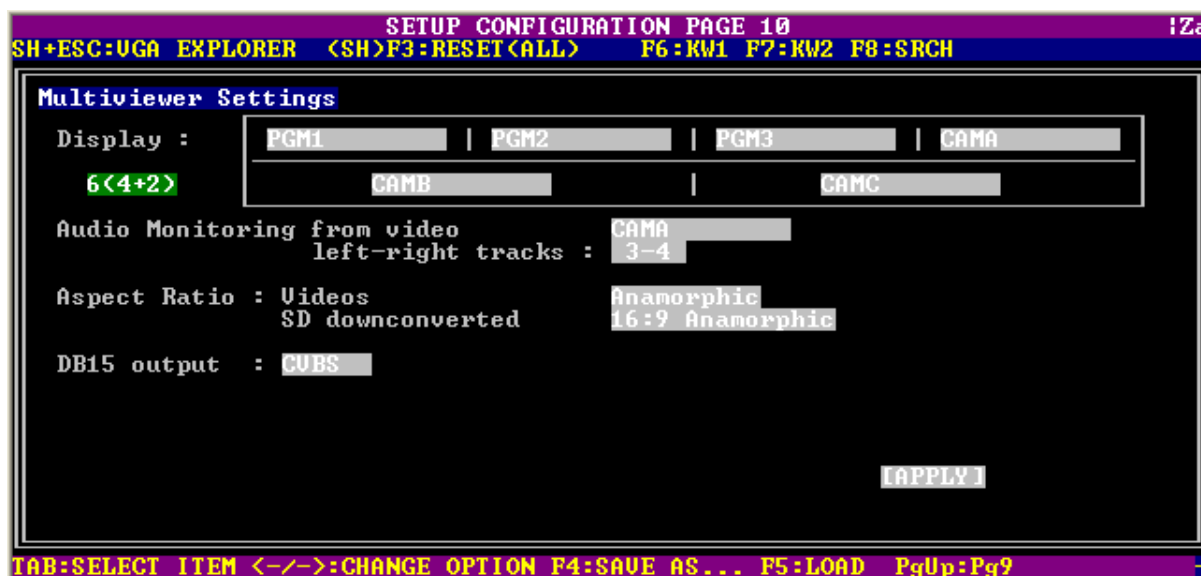 SETUP CONFIGURATION PAGE 10 |Za
SH+ESC:VGA EXPLORER (SH)F3:RESET(ALL) F6:KW1 F7:KW2 F8:SRCH
Multiviewer Settings
Display : PGM1 | PGM2 | PGM3 | CAMA
6(4+2) CAMB | CAMC
Audio Monitoring from video CAMA
left-right tracks : 3-4
Aspect Ratio : Videos Anamorphic
SD downconverted 16:9 Anamorphic
DB15 output : CVBS
[APPLY]
TAB:SELECT ITEM <-/->:CHANGE OPTION F4:SAVE AS... F5:LOAD PgUp:Pg9